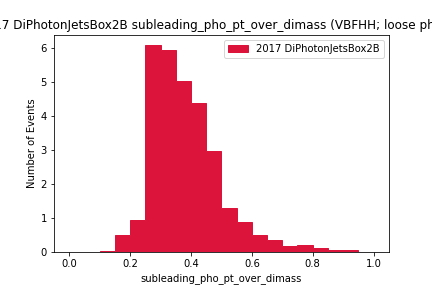 17 DiPhotonJetsBox2B subleading_pho_pt_over_dimass (VBFHH; loose ph
2017 DiPhotonJetsBox2B
Number of Events
6
5
4
3
2
1
0
0.0 0.2 0.4 0.6 0.8 1.0
subleading_pho_pt_over_dimass